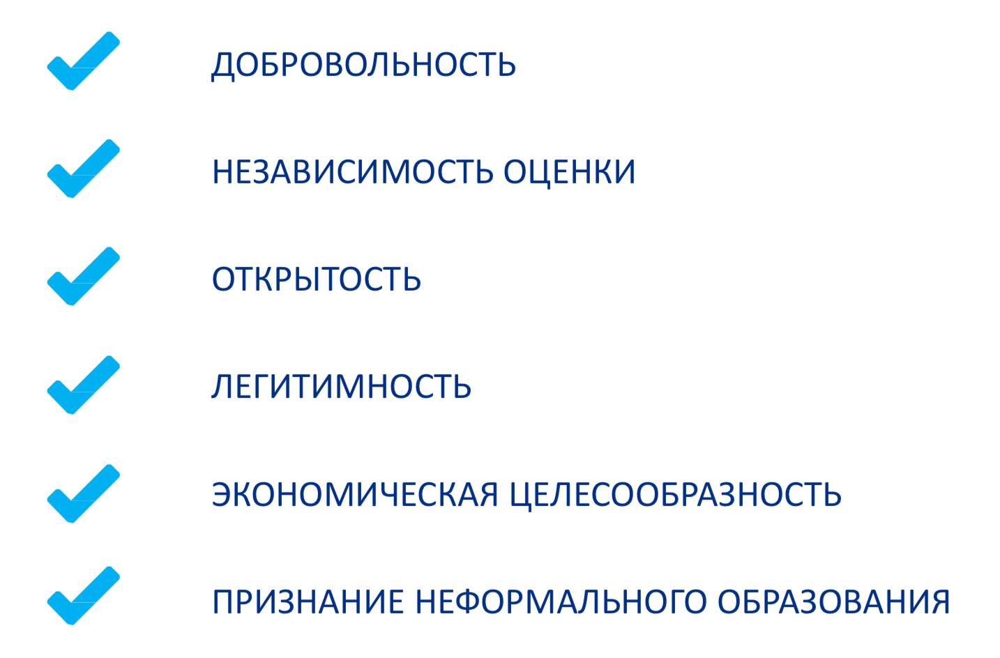 ДОБРОВОЛЬНОСТЬ
НЕЗАВИСИМОСТЬ ОЦЕНКИ
ОТКРЫТОСТЬ
ЛЕГИТИМНОСТЬ
ЭКОНОМИЧЕСКАЯ ЦЕЛЕСООБРАЗНОСТЬ
ПРИЗНАНИЕ НЕФОРМАЛЬНОГО ОБРАЗОВАНИЯ